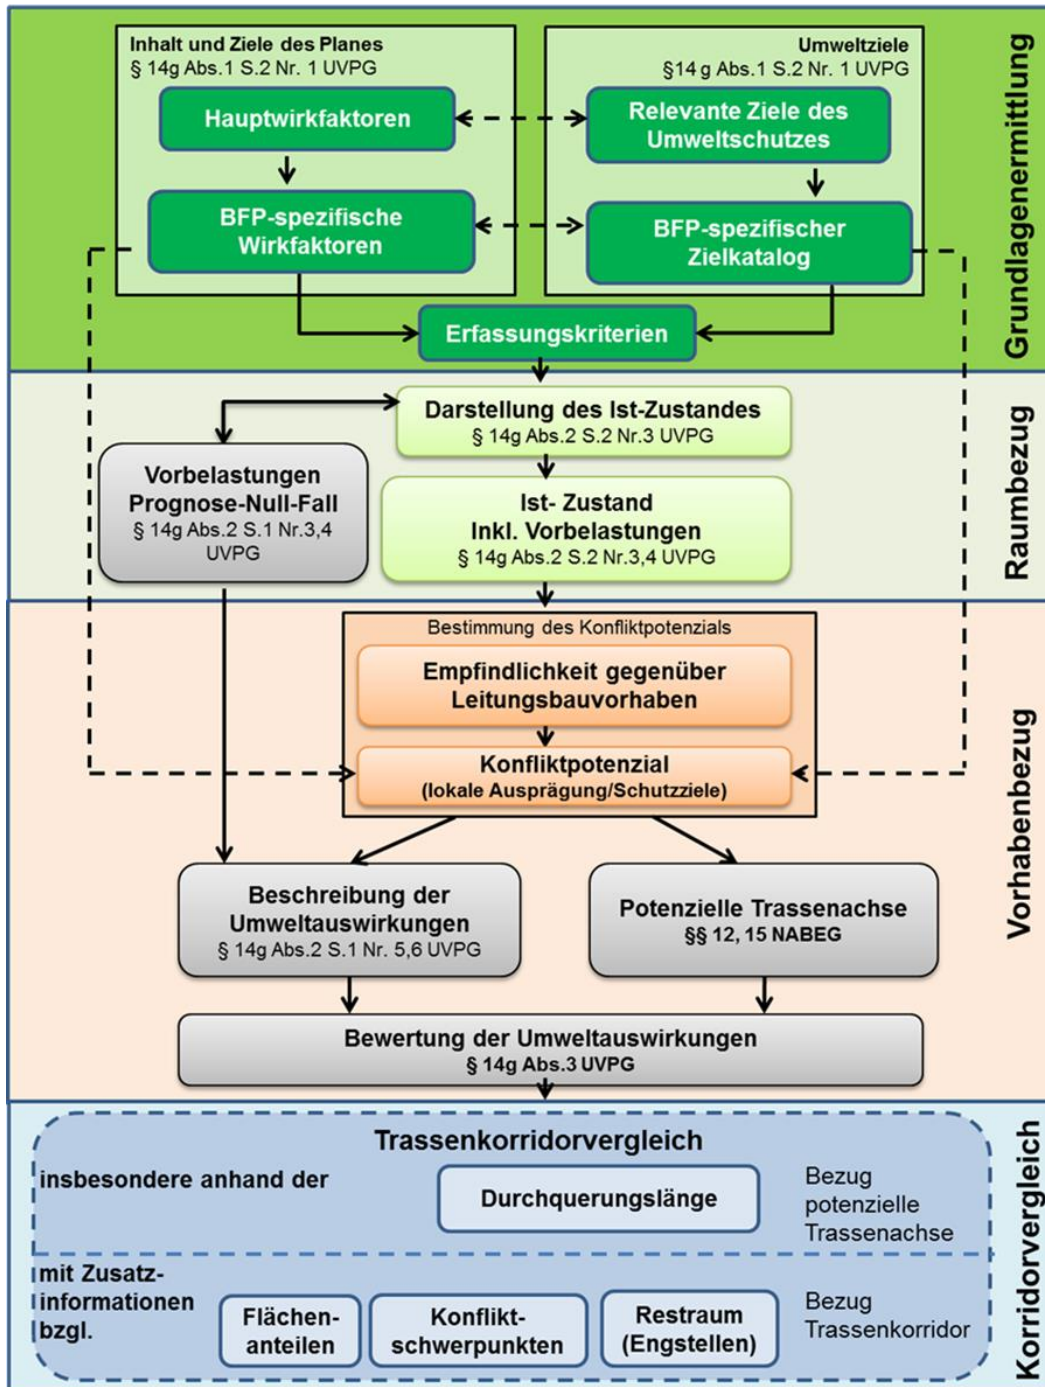 Inhalt und Ziele des Planes
§ 14g Abs.1 S.2 Nr. 1 UVPG
Hauptwirkfaktoren
BFP-spezifische
Wirkfaktoren
Umweltziele
§14 g Abs.1 S.2 Nr. 1 UVPG
Relevante Ziele des
Umweltschutzes
BFP-spezifischer
Zielkatalog
Erfassungskriterien
Grundlagenermittlung
Darstellung des Ist-Zustandes
§ 14g Abs.2 S.2 Nr.3 UVPG
Vorbelastungen
Prognose-Null-Fall
§ 14g Abs.2 S.1 Nr.3,4
UVPG
Ist- Zustand
Inkl. Vorbelastungen
§ 14g Abs.2 S.2 Nr.3,4 UVPG
Raumbezug
Bestimmung des Konfliktpotenzials
Empfindlichkeit gegenüber
Leitungsbauvorhaben
Konfliktpotenzial
(lokale Ausprägung/Schutzziele)
Beschreibung der
Umweltauswirkungen
§ 14g Abs.2 S.1 Nr. 5,6 UVPG
Potenzielle Trassenachse
§§ 12, 15 NABEG
Bewertung der Umweltauswirkungen
§ 14g Abs.3 UVPG
Vorhabenbezug
Trassenkorridorvergleich
insbesondere anhand der
Durchquerungslänge
Bezug
potenzielle
Trassenachse
mit Zusatz-
informationen
bzgl.
Flächen-
anteilen
Konflikt-
schwerpunkten
Restraum
(Engstellen)
Bezug
Trassenkorridor
Korridorvergleich